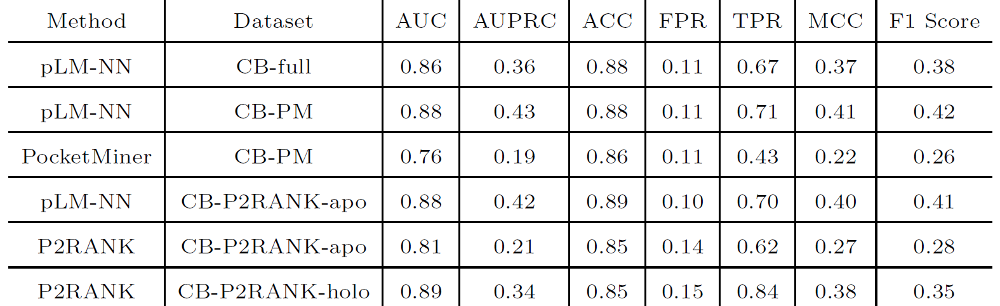 Method Dataset AUC AUPRC ACC FPR TPR MCC F1 Score
pLM-NN CB-full 0.86 0.36 0.88 0.11 0.67 0.37 0.38
pLM-NN CB-PM 0.88 0.43 0.88 0.11 0.71 0.41 0.42
PocketMiner CB-PM 0.76 0.19 0.86 0.11 0.43 0.22 0.26
pLM-NN CB-P2RANK-apo 0.88 0.42 0.89 0.10 0.70 0.40 0.41
P2RANK CB-P2RANK-apo 0.81 0.21 0.85 0.14 0.62 0.27 0.28
P2RANK CB-P2RANK-holo 0.89 0.34 0.85 0.15 0.84 0.38 0.35